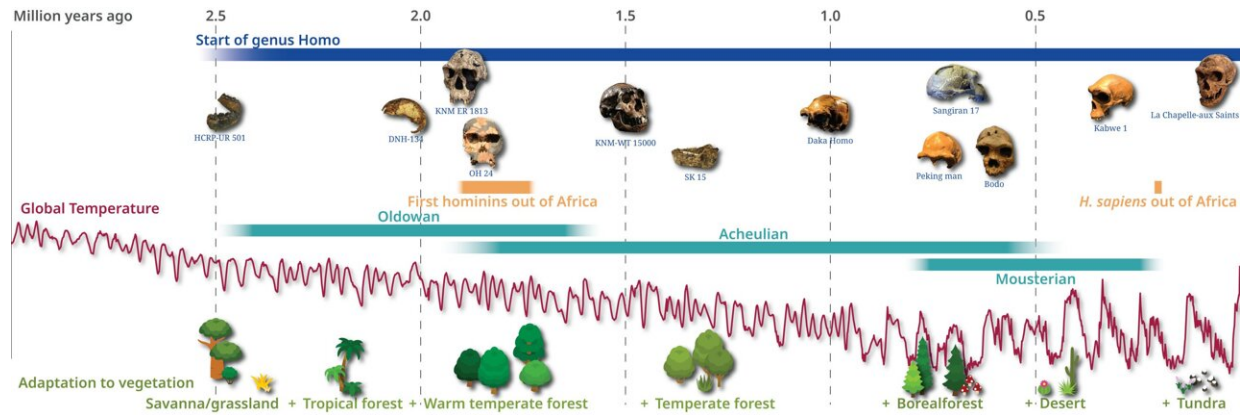 Million years ago 2.5 2.0 1.5 1.0 0.5
Start of genus Homo
HCRP-UR 501
DNH-134
KNM ER 1813
OH 24
KNM-WT 15000
SK 15
Daka Homo
Sangiran 17
Peking man
Bodo
Kabwe 1
La Chapelle-aux Saints
First hominins out of Africa
H. sapiens out of Africa
Global Temperature
Oldowan
Acheulian
Mousterian
Adaptation to vegetation
Savanna/grassland + Tropical forest + Warm temperate forest + Temperate forest + Borealforest + Desert + Tundra